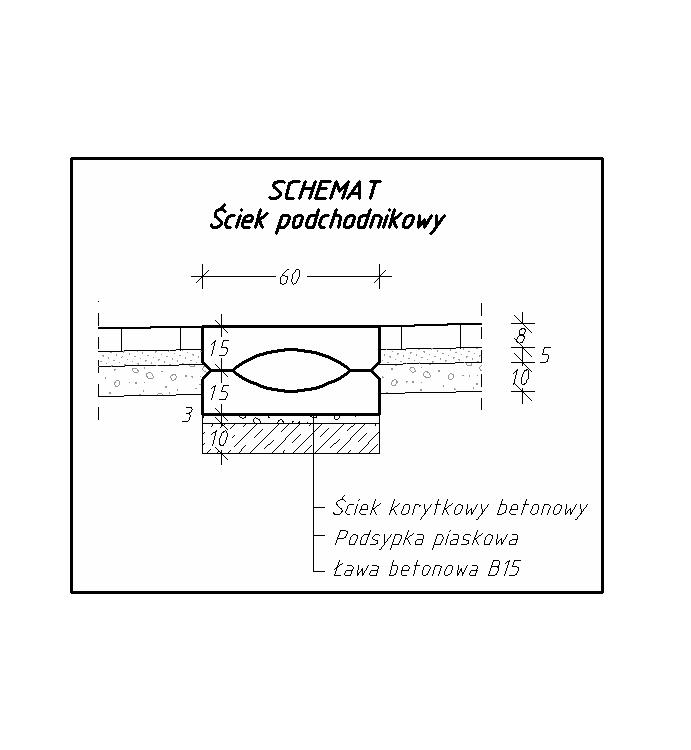 SCHEMAT
Ściek podchodnikowy
60
8
15
5
10
15
3
10
Ściek korytkowy betonowy
Podsypka piaskowa
Ława betonowa B15